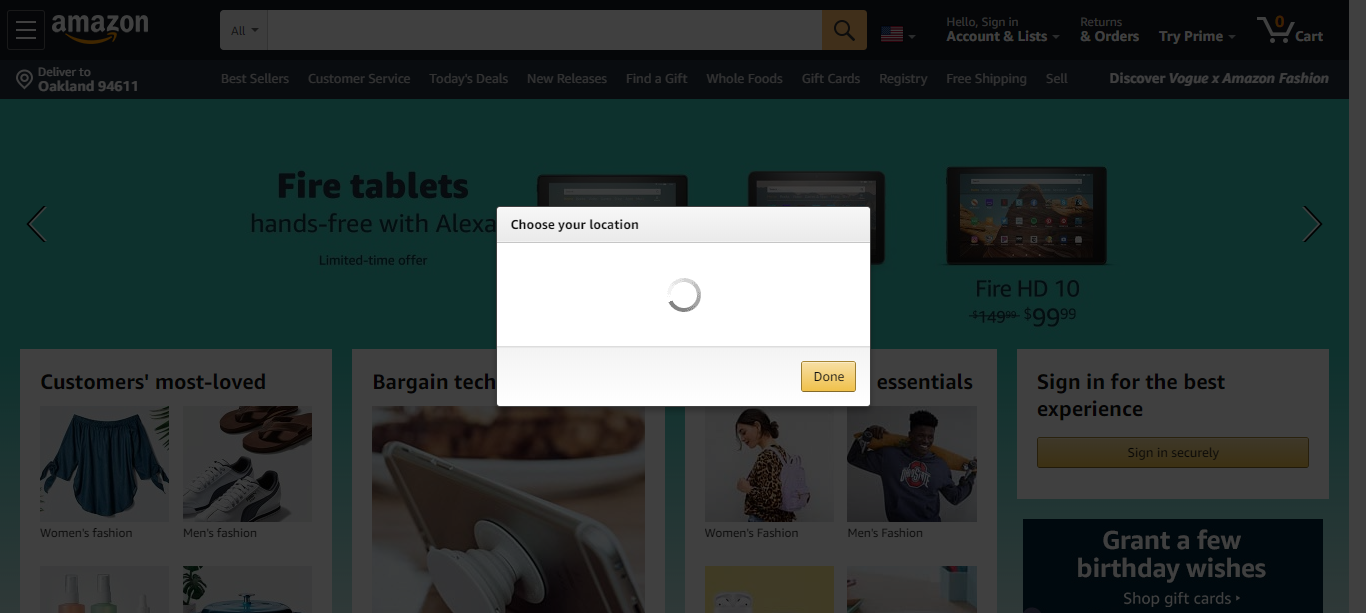 amazon
All
Hello, Sign in
Account & Lists
Returns
& Orders
Try Prime
0
Cart
Deliver to
Oakland 94611
Best Sellers
Customer Service
Today's Deals
New Releases
Find a Gift
Whole Foods
Gift Cards
Registry
Free Shipping
Sell
Discover Vogue x Amazon Fashion
Fire tablets
hands-free with Alexa
Limited-time offer
Fire HD 10
$149.99 $99.99
Choose your location
Done
Customers' most-loved
Women's fashion
Men's fashion
Bargain tech
essentials
Women's Fashion
Men's Fashion
OHIO STATE
Sign in for the best
experience
Sign in securely
Grant a few
birthday wishes
Shop gift cards